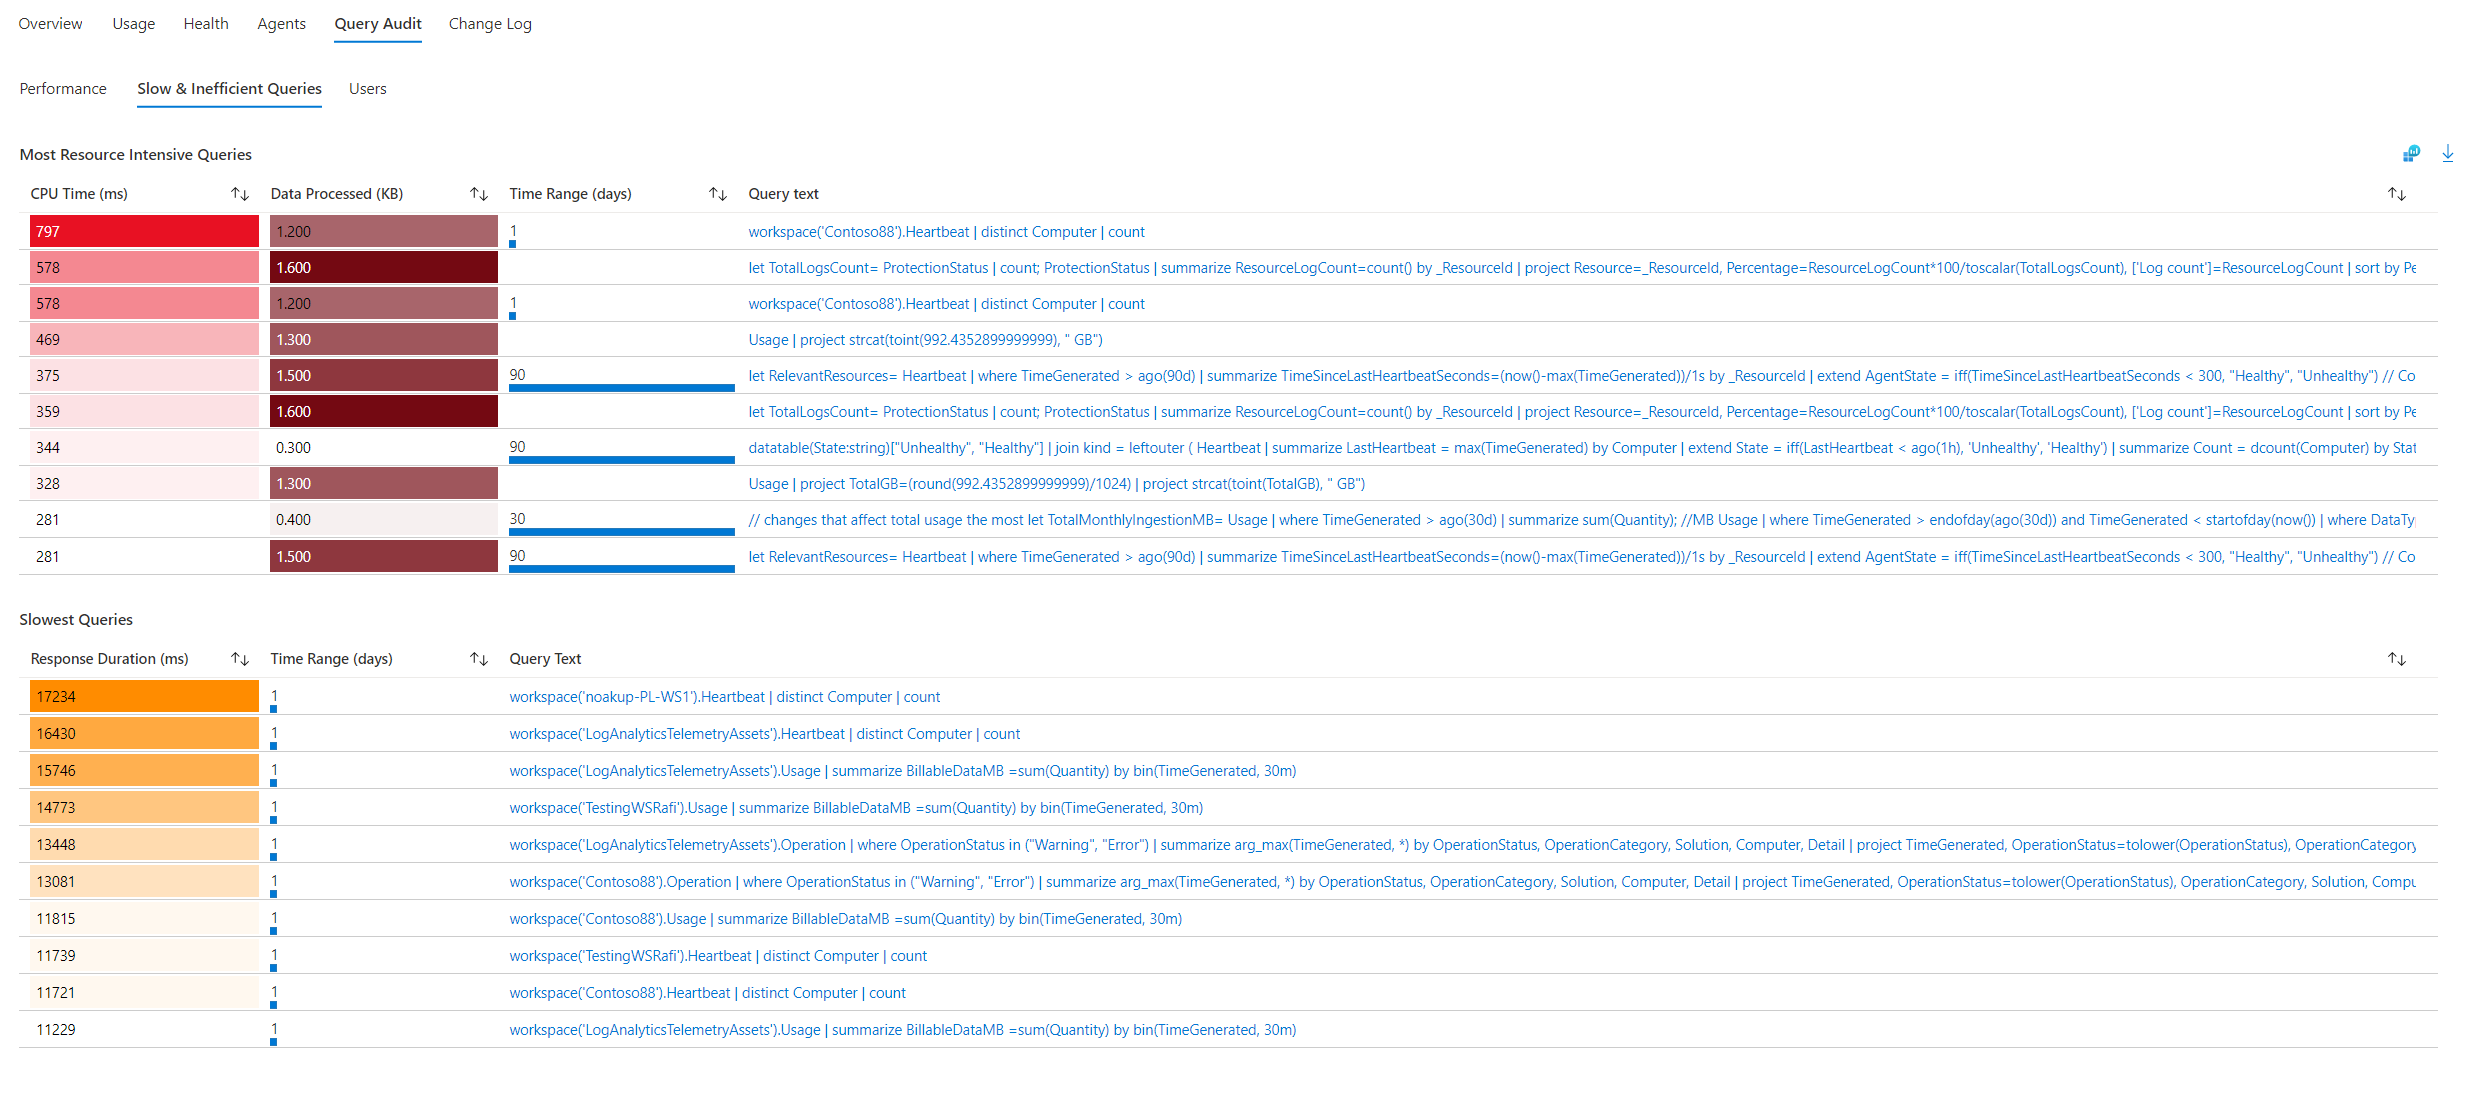 Overview Usage Health Agents Query Audit Change Log
Performance Slow & Inefficient Queries Users
Most Resource Intensive Queries
CPU Time (ms) Data Processed (KB) Time Range (days) Query text
797 1.200 1 workspace('Contoso88').Heartbeat | distinct Computer | count
578 1.600 let TotalLogsCount= ProtectionStatus | count; ProtectionStatus | summarize ResourceLogCount=count() by _ResourceId | project Resource=_ResourceId, Percentage=ResourceLogCount*100/toscalar(TotalLogsCount), ['Log count']=ResourceLogCount | sort by Pe
578 1.200 1 workspace('Contoso88').Heartbeat | distinct Computer | count
469 1.300 Usage | project strcat(toint(992.4352899999999), " GB")
375 1.500 90 let RelevantResources= Heartbeat | where TimeGenerated > ago(90d) | summarize TimeSinceLastHeartbeatSeconds=(now()-max(TimeGenerated))/1s by _ResourceId | extend AgentState = iff(TimeSinceLastHeartbeatSeconds < 300, "Healthy", "Unhealthy") // Co
359 1.600 let TotalLogsCount= ProtectionStatus | count; ProtectionStatus | summarize ResourceLogCount=count() by _ResourceId | project Resource=_ResourceId, Percentage=ResourceLogCount*100/toscalar(TotalLogsCount), ['Log count']=ResourceLogCount | sort by Pe
344 0.300 90 datatable(State:string)["Unhealthy", "Healthy"] | join kind = leftouter ( Heartbeat | summarize LastHeartbeat = max(TimeGenerated) by Computer | extend State = iff(LastHeartbeat < ago(1h), 'Unhealthy', 'Healthy') | summarize Count = dcount(Computer) by Stat
328 1.300 Usage | project TotalGB=(round(992.4352899999999)/1024) | project strcat(toint(TotalGB), " GB")
281 0.400 30 // changes that affect total usage the most let TotalMonthlyIngestionMB= Usage | where TimeGenerated > ago(30d) | summarize sum(Quantity); //MB Usage | where TimeGenerated > endofday(ago(30d)) and TimeGenerated < startofday(now()) | where DataTy
281 1.500 90 let RelevantResources= Heartbeat | where TimeGenerated > ago(90d) | summarize TimeSinceLastHeartbeatSeconds=(now()-max(TimeGenerated))/1s by _ResourceId | extend AgentState = iff(TimeSinceLastHeartbeatSeconds < 300, "Healthy", "Unhealthy") // Co
Slowest Queries
Response Duration (ms) Time Range (days) Query Text
17234 1 workspace('noakup-PL-WS1').Heartbeat | distinct Computer | count
16430 1 workspace('LogAnalyticsTelemetryAssets').Heartbeat | distinct Computer | count
15746 1 workspace('LogAnalyticsTelemetryAssets').Usage | summarize BillableDataMB =sum(Quantity) by bin(TimeGenerated, 30m)
14773 1 workspace('TestingWSRafi').Usage | summarize BillableDataMB =sum(Quantity) by bin(TimeGenerated, 30m)
13448 1 workspace('LogAnalyticsTelemetryAssets').Operation | where OperationStatus in ("Warning", "Error") | summarize arg_max(TimeGenerated, *) by OperationStatus, OperationCategory, Solution, Computer, Detail | project TimeGenerated, OperationStatus=tolower(OperationStatus), OperationCategory
13081 1 workspace('Contoso88').Operation | where OperationStatus in ("Warning", "Error") | summarize arg_max(TimeGenerated, *) by OperationStatus, OperationCategory, Solution, Computer, Detail | project TimeGenerated, OperationStatus=tolower(OperationStatus), OperationCategory, Solution, Compu
11815 1 workspace('Contoso88').Usage | summarize BillableDataMB =sum(Quantity) by bin(TimeGenerated, 30m)
11739 1 workspace('TestingWSRafi').Heartbeat | distinct Computer | count
11721 1 workspace('Contoso88').Heartbeat | distinct Computer | count
11229 1 workspace('LogAnalyticsTelemetryAssets').Usage | summarize BillableDataMB =sum(Quantity) by bin(TimeGenerated, 30m)